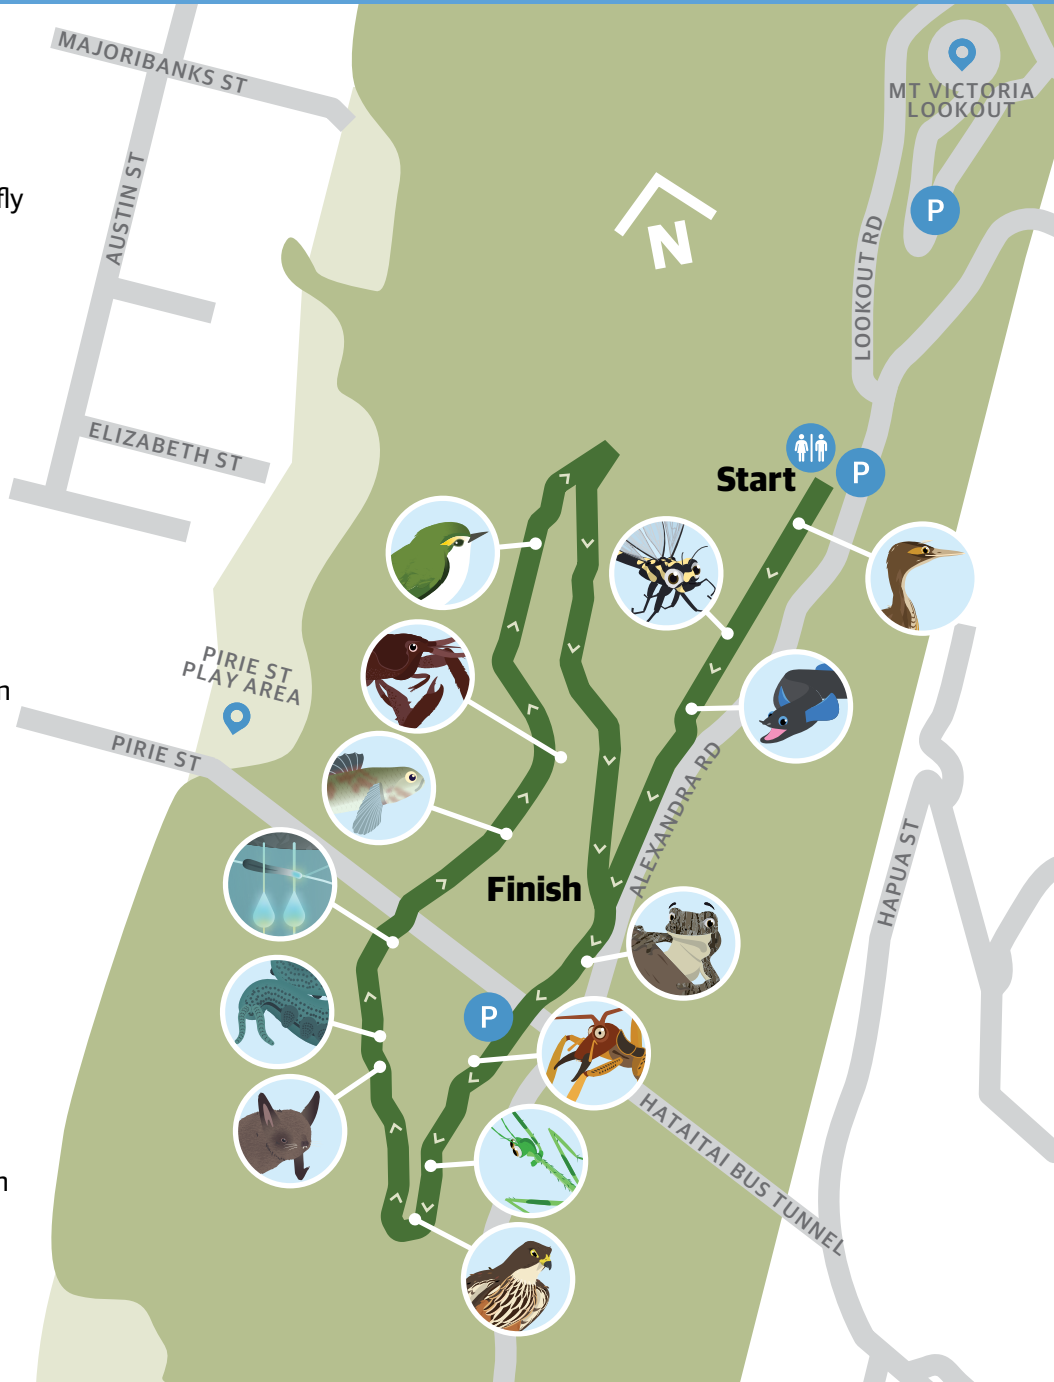 MAJORIBANKS ST
MT VICTORIA
LOOKOUT
AUSTIN ST
fly
P
N
LOOKOUT RD
ELIZABETH ST
Start
P
PIRIE ST
PLAY AREA
n
PIRIE ST
ALEXANDRA RD
HAPUA ST
Finish
P
HATAITAI BUS TUNNEL
n